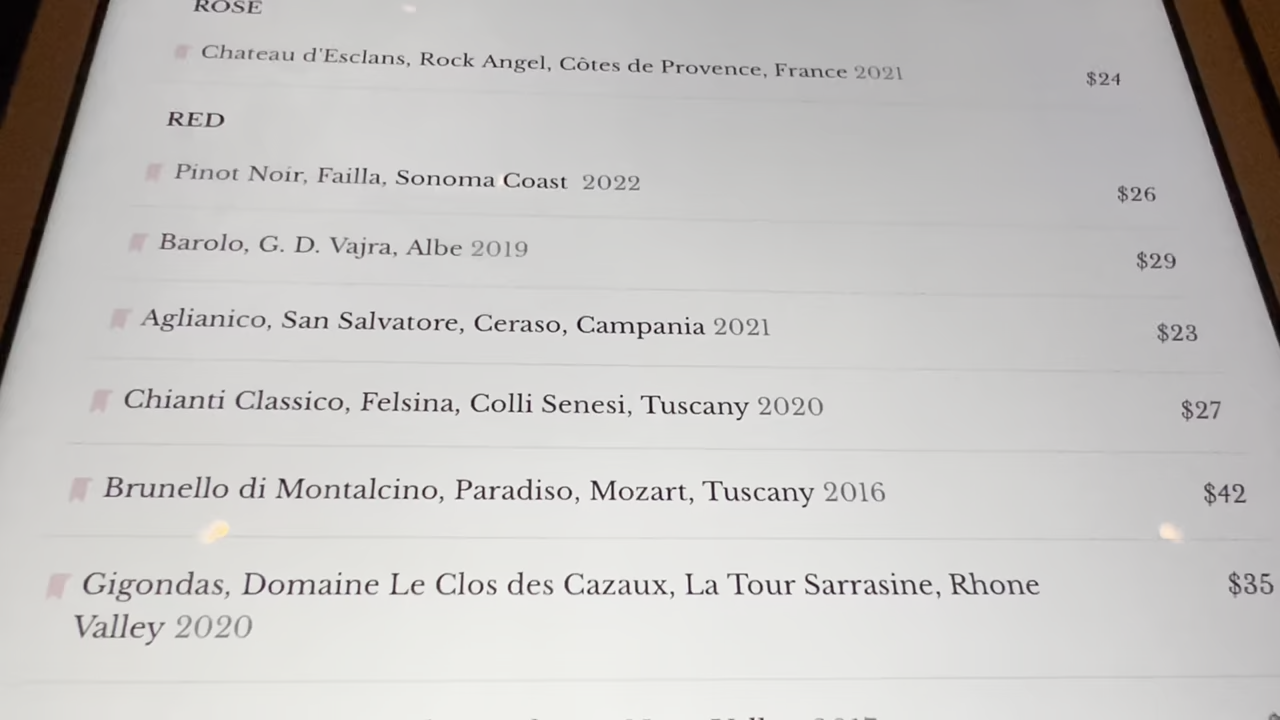 ROSE
Chateau d'Esclans, Rock Angel, Côtes de Provence, France 2021 $24
RED
Pinot Noir, Failla, Sonoma Coast 2022 $26
Barolo, G. D. Vajra, Albe 2019 $29
Aglianico, San Salvatore, Ceraso, Campania 2021 $23
Chianti Classico, Felsina, Colli Senesi, Tuscany 2020 $27
Brunello di Montalcino, Paradiso, Mozart, Tuscany 2016 $42
Gigondas, Domaine Le Clos des Cazaux, La Tour Sarrasine, Rhone $35
Valley 2020